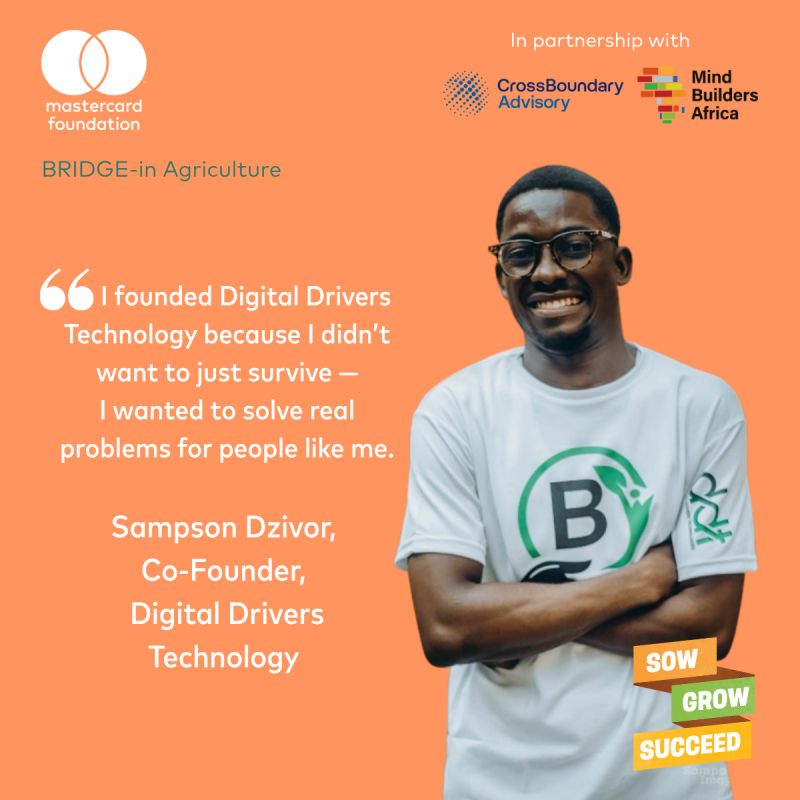 mastercard
foundation
In partnership with
CrossBoundary
Advisory
Mind
Builders
Africa
BRIDGE-in Agriculture
“ I founded Digital Drivers
Technology because I didn’t
want to just survive —
I wanted to solve real
problems for people like me.
Sampson Dzivor,
Co-Founder,
Digital Drivers
Technology
B
SOW
GROW
SUCCEED